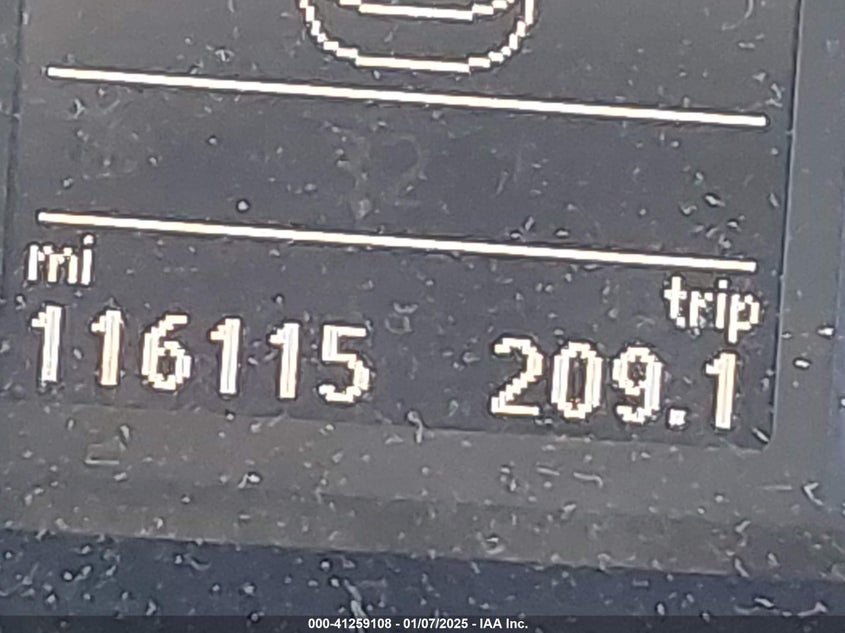 mi
trip
116115 209.1
000-41259108 - 01/07/2025 - IAA Inc.